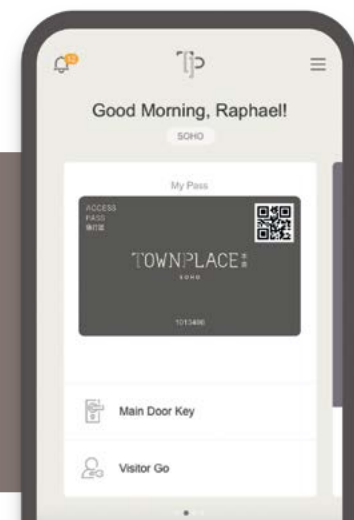 Good Morning, Raphael!
SOHO
My Pass
ACCESS
PASS
TOWNPLACE
SOHO
Main Door Key
Visitor Go